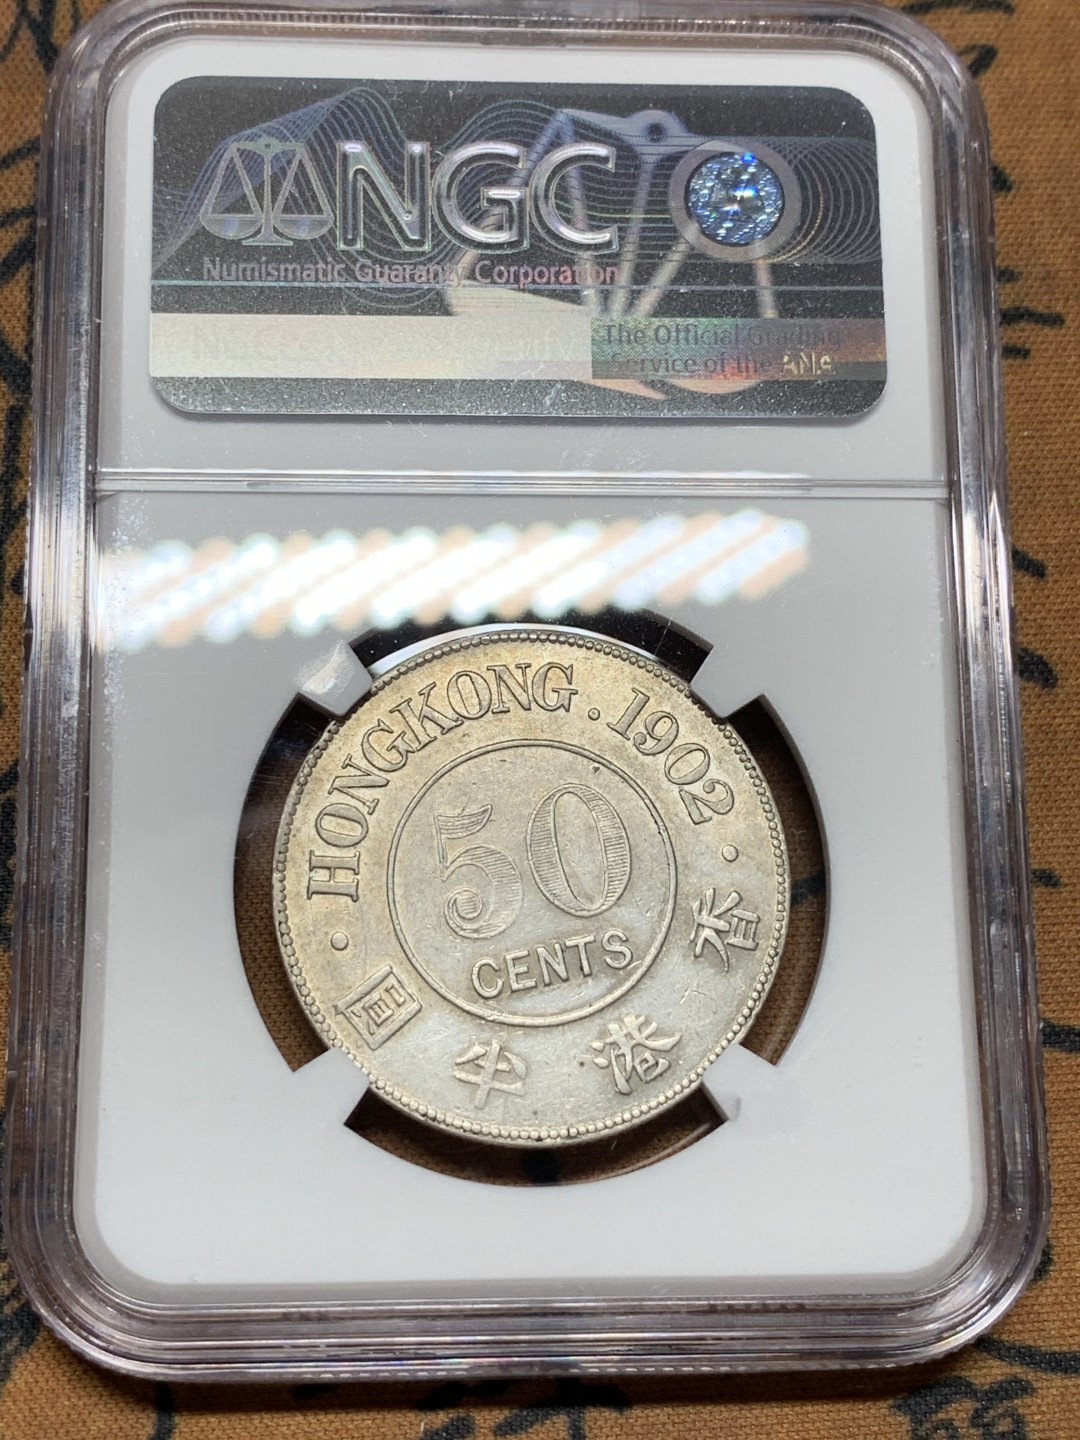 NGC
Numismatic Guaranty Corporation
The Official Grading
Service of the ANA
HONGKONG · 1902 ·
50
CENTS
香港半圓